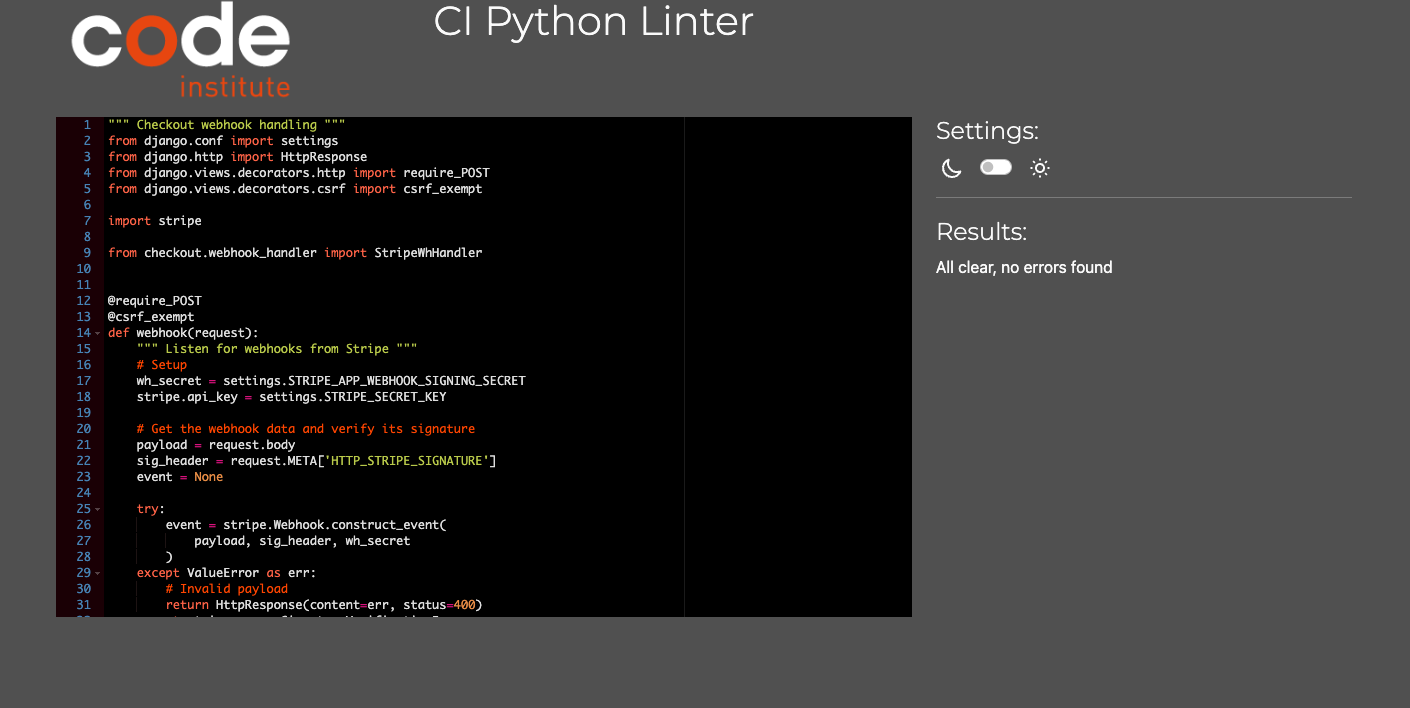 code
institute
CI Python Linter
1 """ Checkout webhook handling """
2 from django.conf import settings
3 from django.http import HttpResponse
4 from django.views.decorators.http import require_POST
5 from django.views.decorators.csrf import csrf_exempt
6
7 import stripe
8
9 from checkout.webhook_handler import StripeWhHandler
10
11
12 @require_POST
13 @csrf_exempt
14 def webhook(request):
15     """ Listen for webhooks from Stripe """
16     # Setup
17     wh_secret = settings.STRIPE_APP_WEBHOOK_SIGNING_SECRET
18     stripe.api_key = settings.STRIPE_SECRET_KEY
19
20     # Get the webhook data and verify its signature
21     payload = request.body
22     sig_header = request.META['HTTP_STRIPE_SIGNATURE']
23     event = None
24
25     try:
26         event = stripe.Webhook.construct_event(
27             payload, sig_header, wh_secret
28         )
29     except ValueError as err:
30         # Invalid payload
31         return HttpResponse(content=err, status=400)
Settings:
Results:
All clear, no errors found